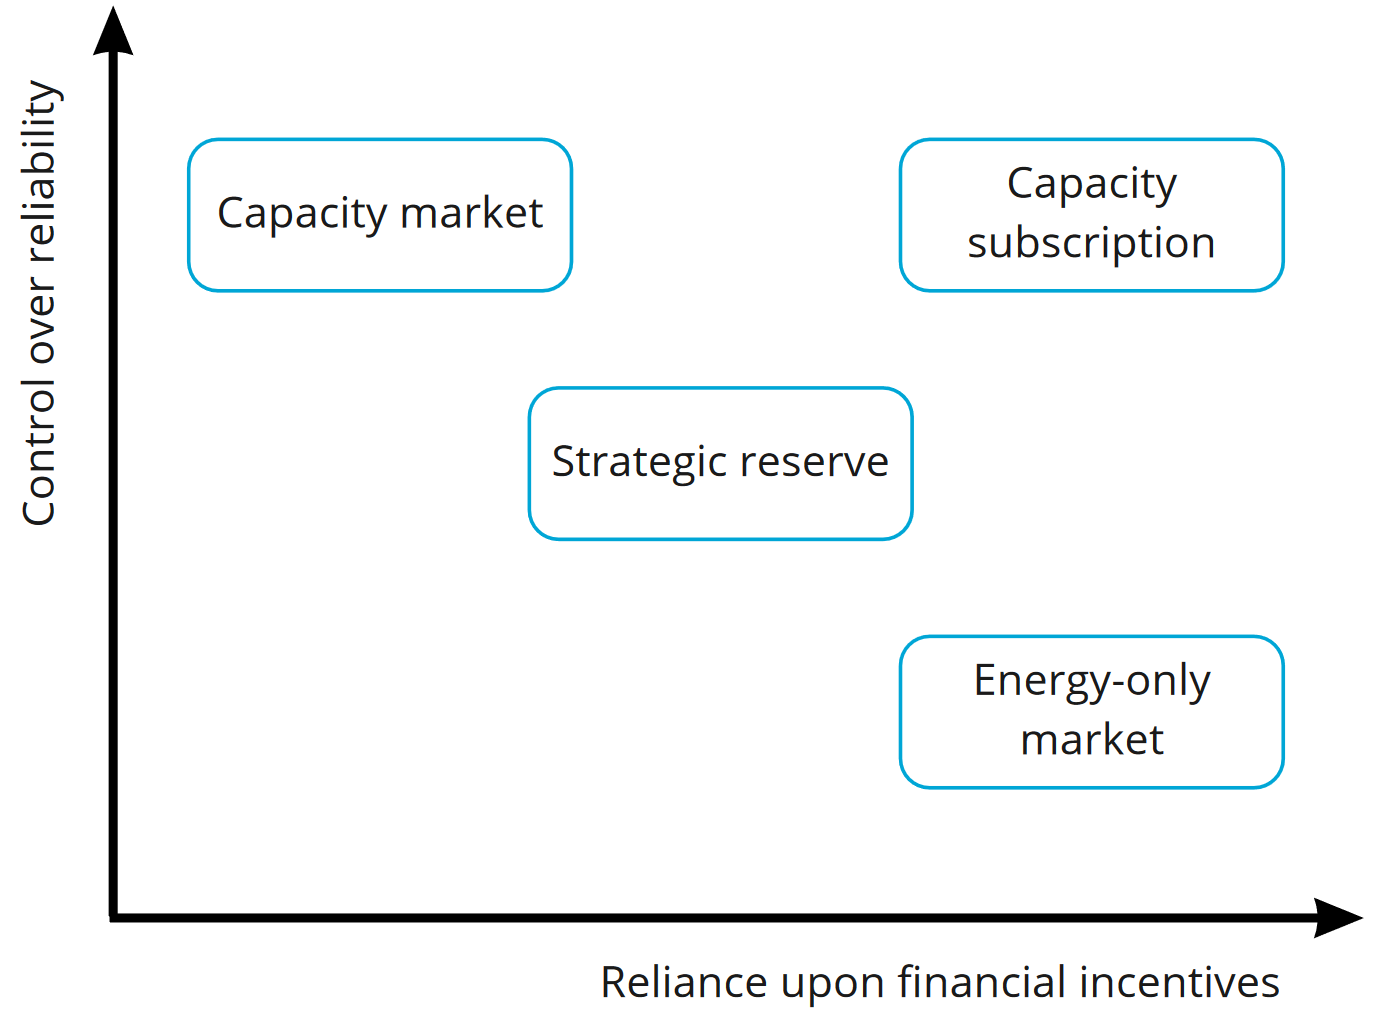 Control over reliability
Capacity market
Capacity
subscription
Strategic reserve
Energy-only
market
Reliance upon financial incentives